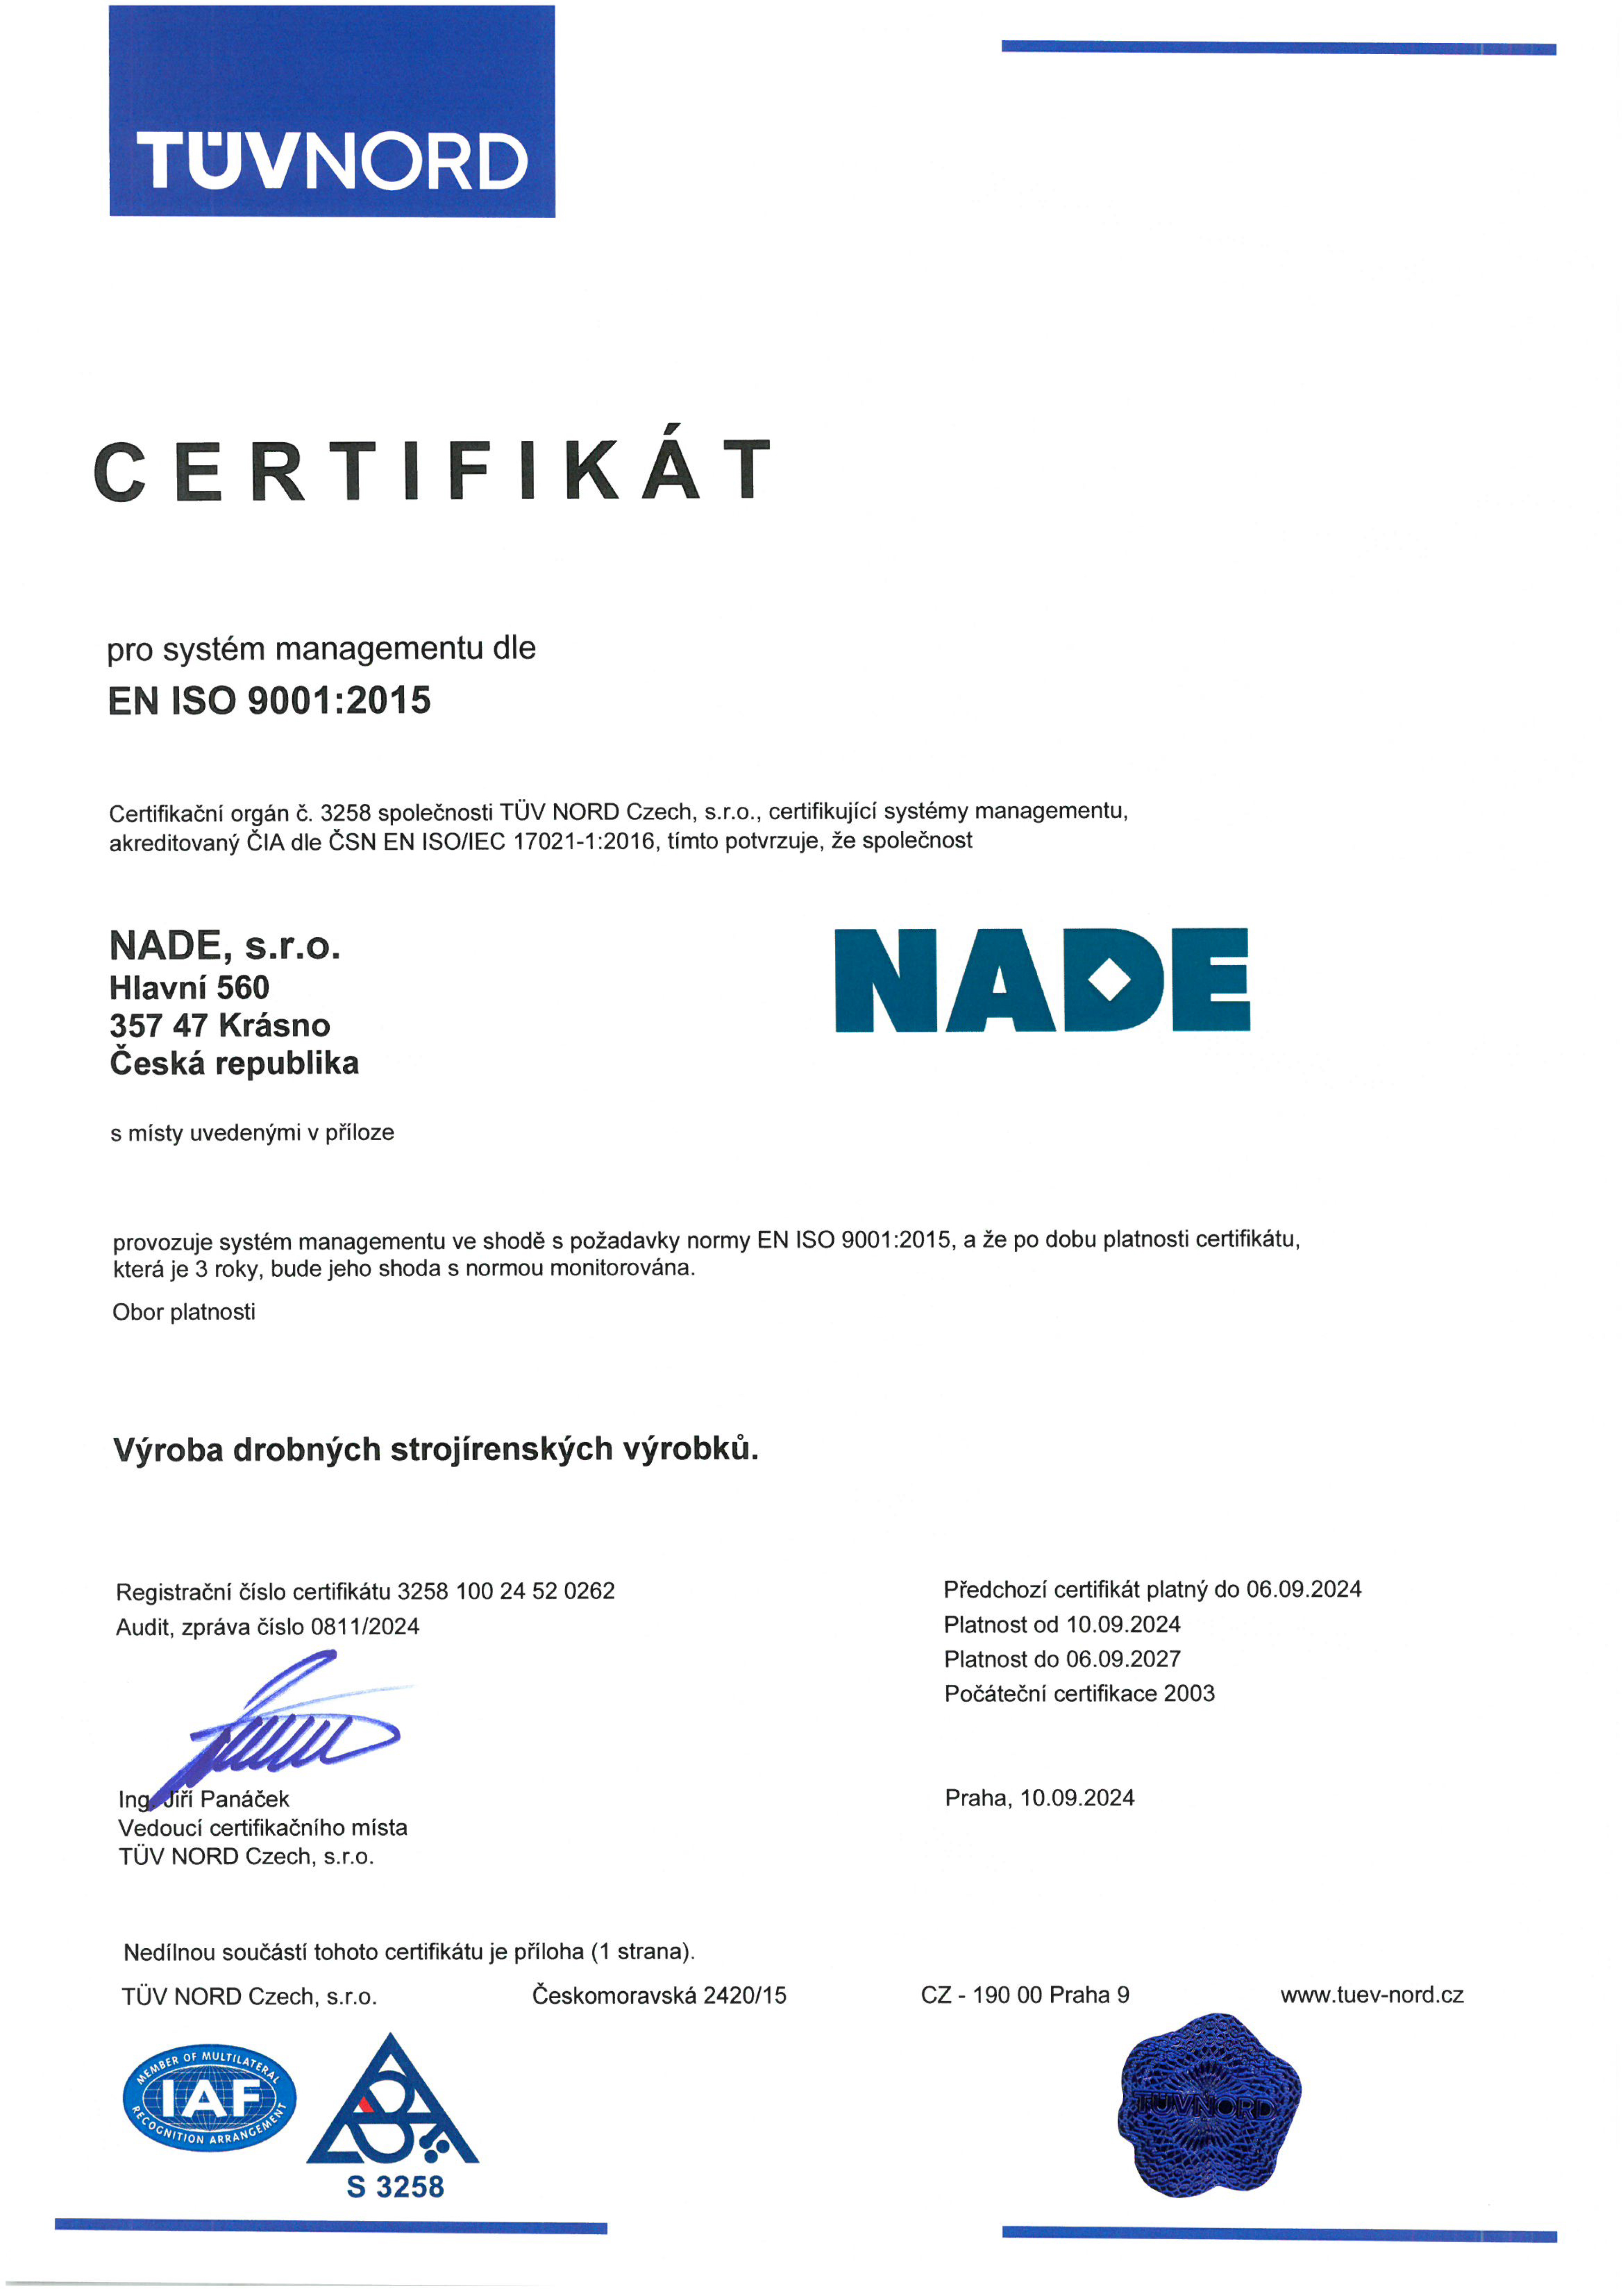 TÜVNORD
CERTIFIKÁT
pro systém managementu dle
EN ISO 9001:2015
Certifikační orgán č. 3258 společnosti TÜV NORD Czech, s.r.o., certifikující systémy managementu,
akreditovaný ČIA dle ČSN EN ISO/IEC 17021-1:2016, tímto potvrzuje, že společnost
NADE, s.r.o.
Hlavní 560
357 47 Krásno
Česká republika
NADE
s místy uvedenými v příloze
provozuje systém managementu ve shodě s požadavky normy EN ISO 9001:2015, a že po dobu platnosti certifikátu,
která je 3 roky, bude jeho shoda s normou monitorována.
Obor platnosti
Výroba drobných strojírenských výrobků.
Registrační číslo certifikátu 3258 100 24 52 0262
Audit, zpráva číslo 0811/2024
Předchozí certifikát platný do 06.09.2024
Platnost od 10.09.2024
Platnost do 06.09.2027
Počáteční certifikace 2003
Ing. Jiří Panáček
Vedoucí certifikačního místa
TÜV NORD Czech, s.r.o.
Praha, 10.09.2024
Nedílnou součástí tohoto certifikátu je příloha (1 strana).
TÜV NORD Czech, s.r.o. Českomoravská 2420/15 CZ - 190 00 Praha 9 www.tuev-nord.cz
MEMBER OF MULTILATERAL
IAF
RECOGNITION ARRANGEMENT
S 3258
TÜVNORD